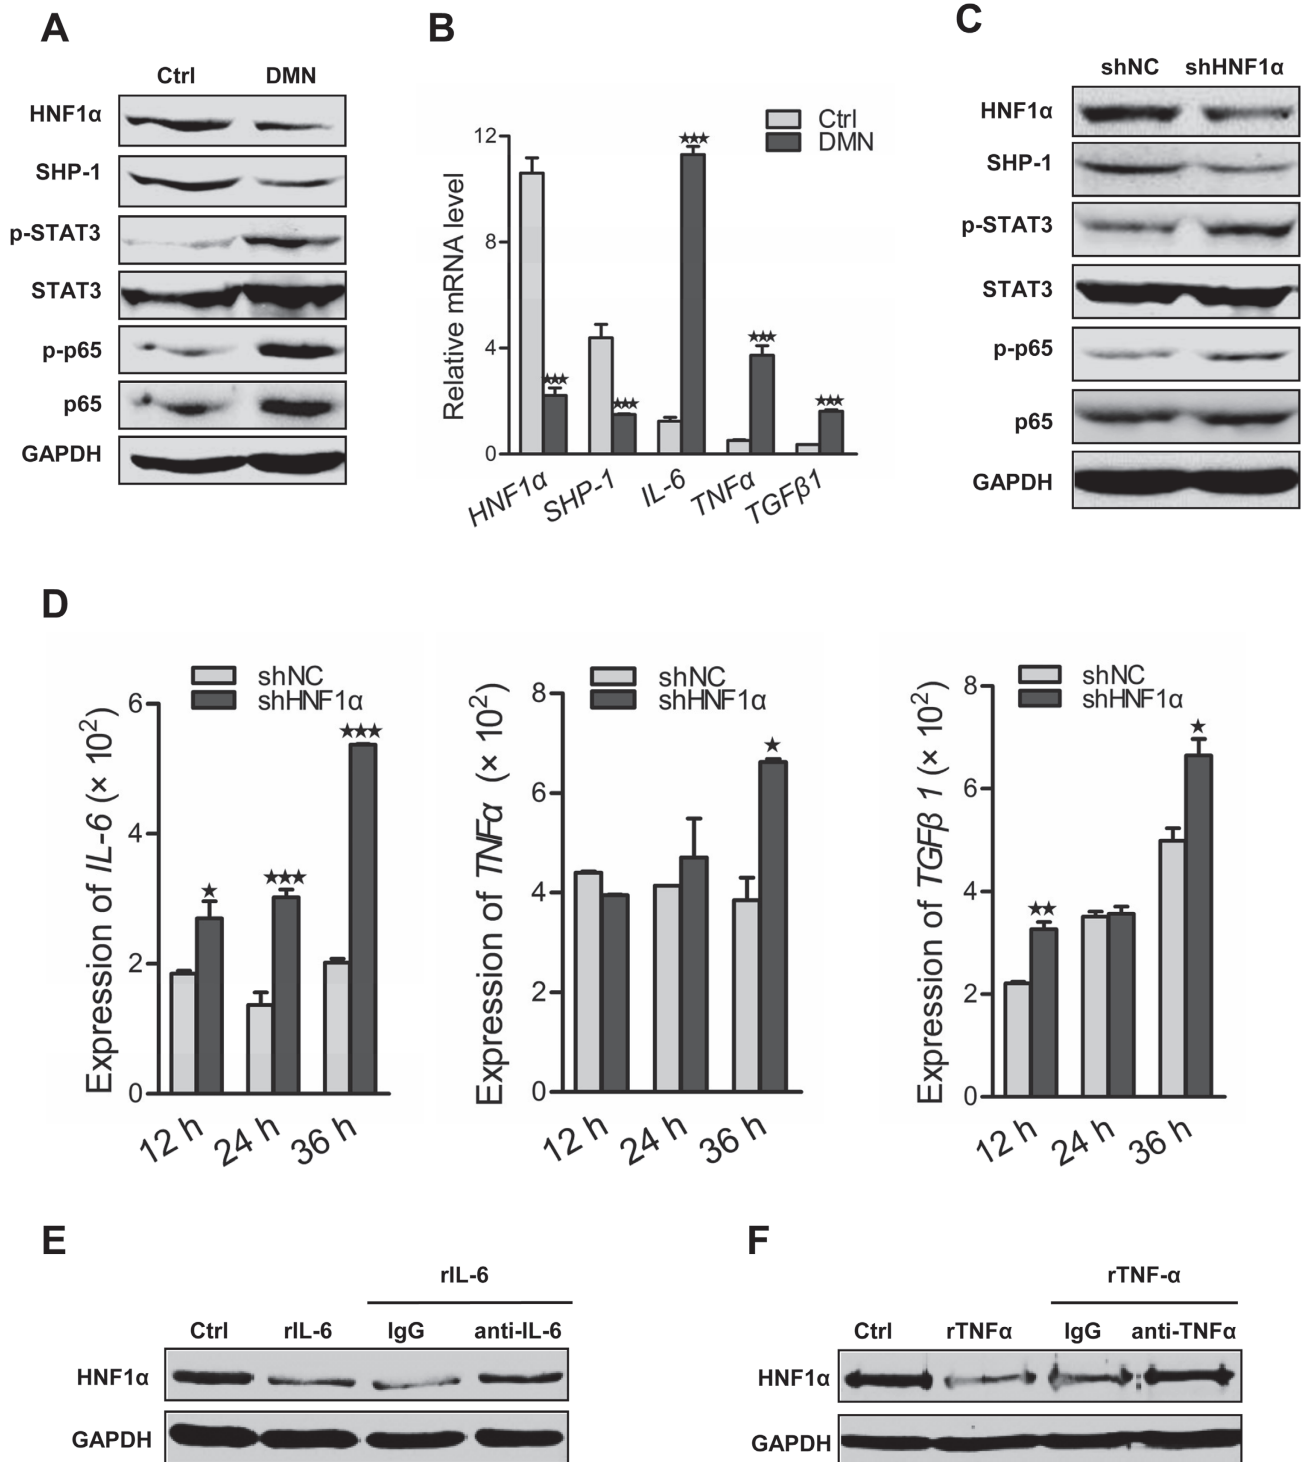 A
Ctrl DMN
HNF1α
SHP-1
p-STAT3
STAT3
p-p65
p65
GAPDH
B
Relative mRNA level
12
8
4
0
Ctrl
DMN
★★★ ★★★ ★★★ ★★★ ★★★
HNF1α SHP-1 IL-6 TNFα TGFβ1
C
shNC shHNF1α
HNF1α
SHP-1
p-STAT3
STAT3
p-p65
p65
GAPDH
D
shNC
shHNF1α
Expression of IL-6 (× 10²)
6
4
2
0
★ ★★★ ★★★
12 h 24 h 36 h
shNC
shHNF1α
Expression of TNFα (× 10²)
8
6
4
2
0
★
12 h 24 h 36 h
shNC
shHNF1α
Expression of TGFβ 1 (× 10²)
8
6
4
2
0
★★ ★
12 h 24 h 36 h
E
rIL-6
Ctrl rIL-6 IgG anti-IL-6
HNF1α
GAPDH
F
rTNF-α
Ctrl rTNFα IgG anti-TNFα
HNF1α
GAPDH